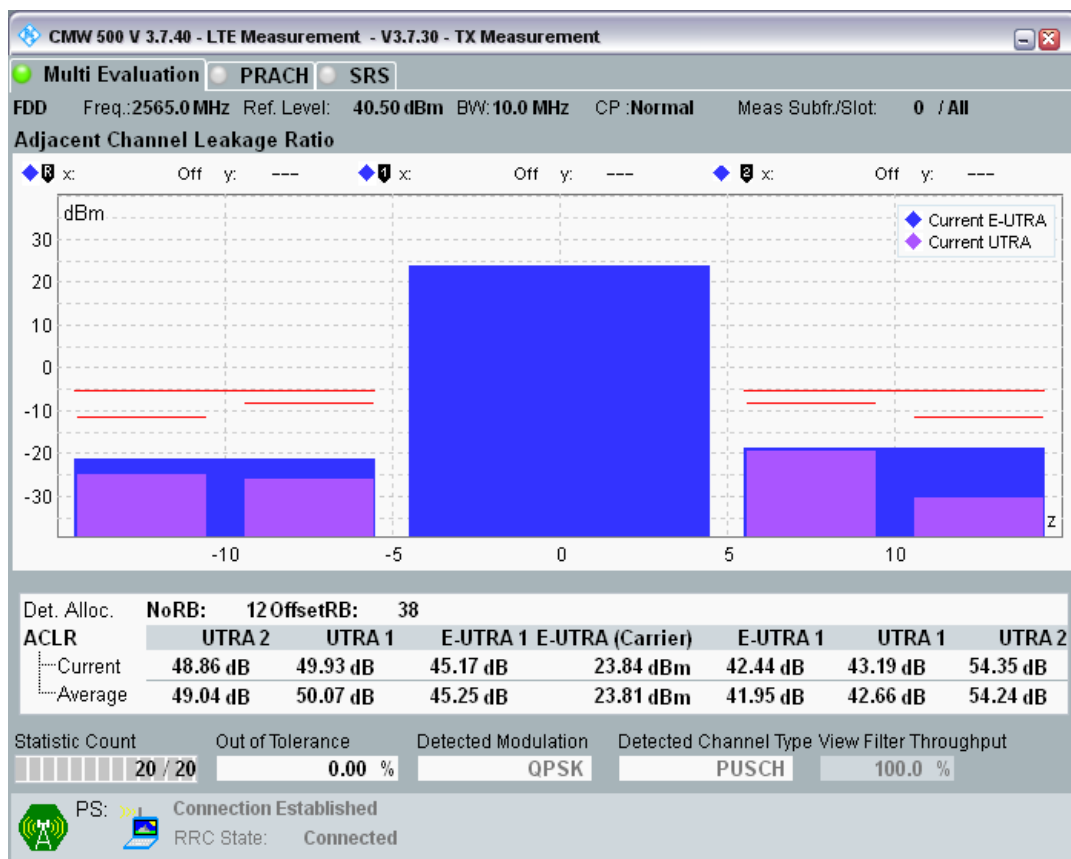 CMW 500 V 3.7.40 - LTE Measurement - V3.7.30 - TX Measurement
Multi Evaluation PRACH SRS
FDD Freq.:2565.0 MHz Ref. Level: 40.50 dBm BW: 10.0 MHz CP :Normal Meas Subfr./Slot: 0 / All
Adjacent Channel Leakage Ratio
R x: Off y: --- 1 x: Off y: --- 2 x: Off y: ---
dBm
Current E-UTRA
Current UTRA
30
20
10
0
-10
-20
-30
z
-10 -5 0 5 10
Det. Alloc. NoRB: 12 OffsetRB: 38
ACLR UTRA 2 UTRA 1 E-UTRA 1 E-UTRA (Carrier) E-UTRA 1 UTRA 1 UTRA 2
Current 48.86 dB 49.93 dB 45.17 dB 23.84 dBm 42.44 dB 43.19 dB 54.35 dB
Average 49.04 dB 50.07 dB 45.25 dB 23.81 dBm 41.95 dB 42.66 dB 54.24 dB
Statistic Count Out of Tolerance Detected Modulation Detected Channel Type View Filter Throughput
20 / 20 0.00 % QPSK PUSCH 100.0 %
PS: Connection Established
RRC State: Connected